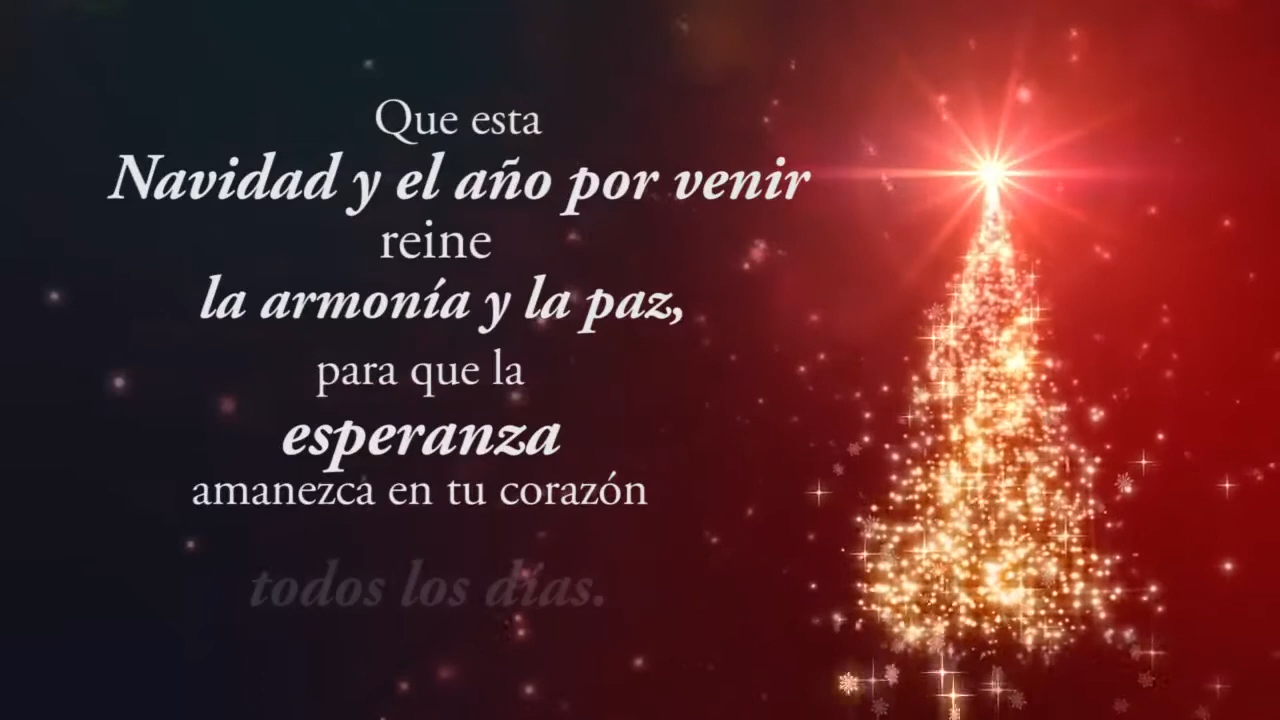 Que esta
Navidad y el año por venir
reine
la armonía y la paz,
para que la
esperanza
amanezca en tu corazón
todos los días.